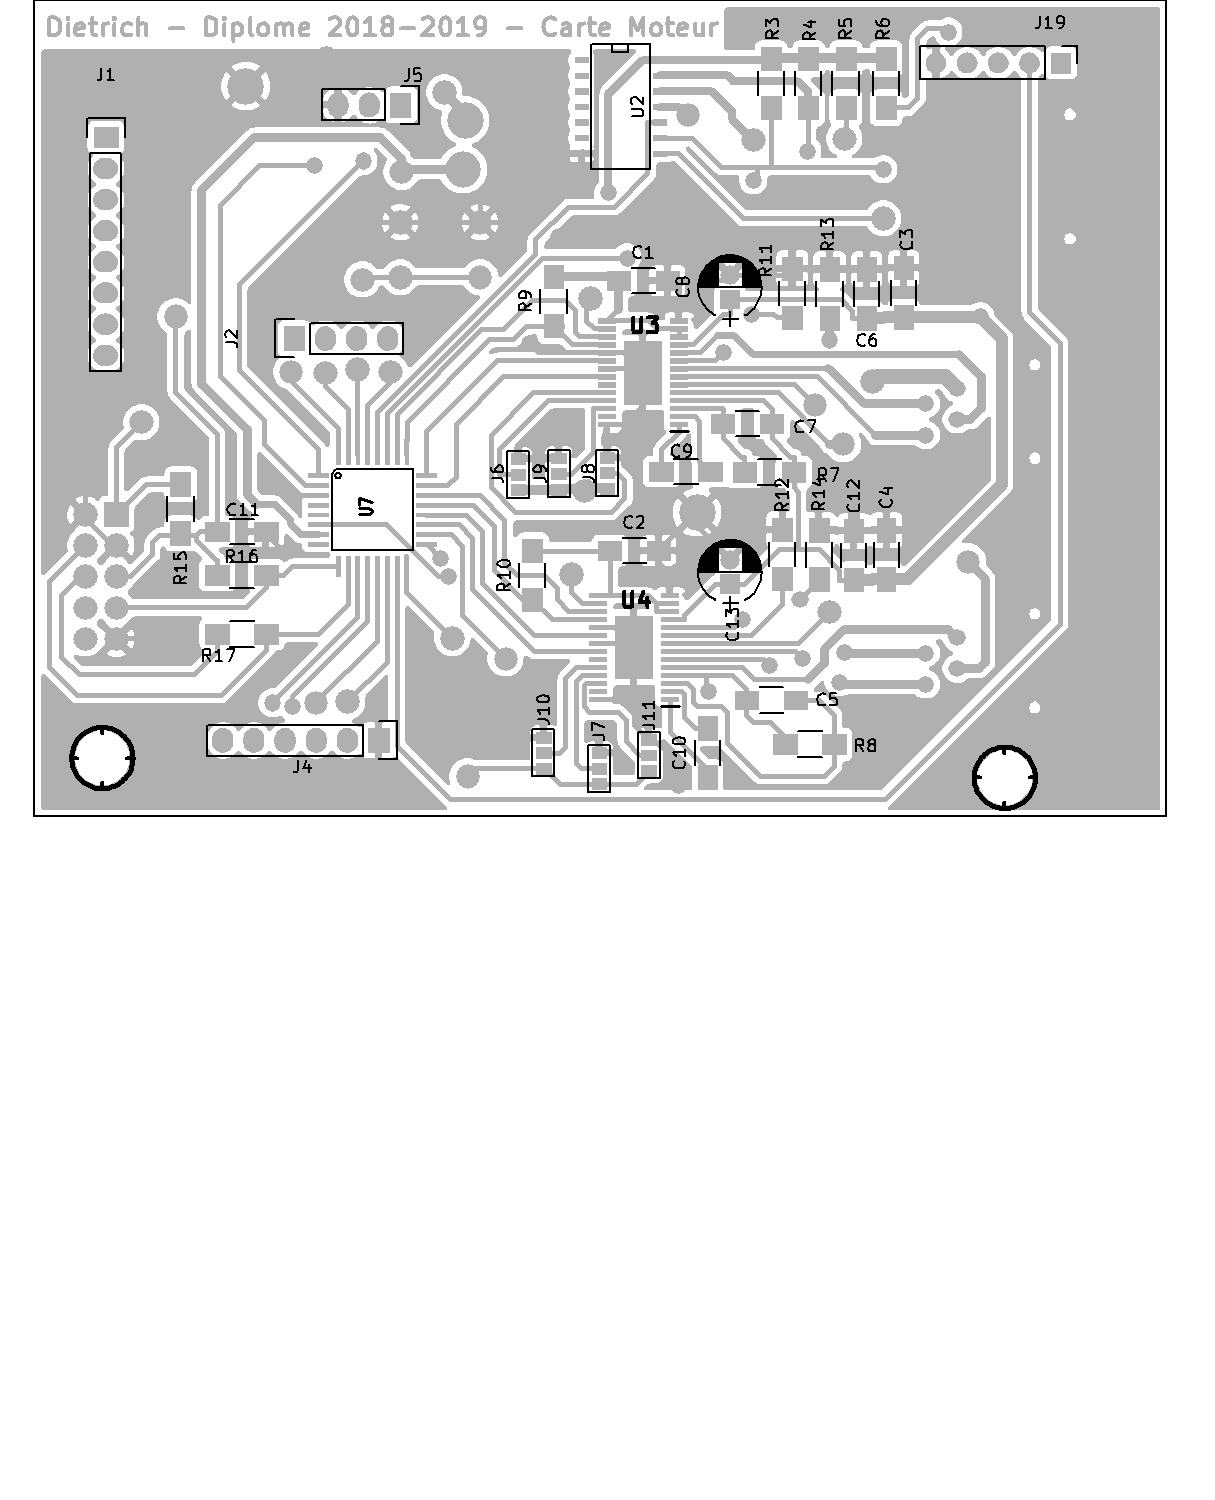 Dietrich – Diplome 2018–2019 – Carte Moteur
R3
R4
R5
R6
J19
J1
J5
U2
C1
C8
R11
R13
C3
R9
U3
J2
C6
C7
C9
J6
J9
J8
R7
R12
R14
C12
C4
U7
C11
C2
R15
R16
R10
U4
C13
R17
J10
J11
C5
J7
C10
R8
J4